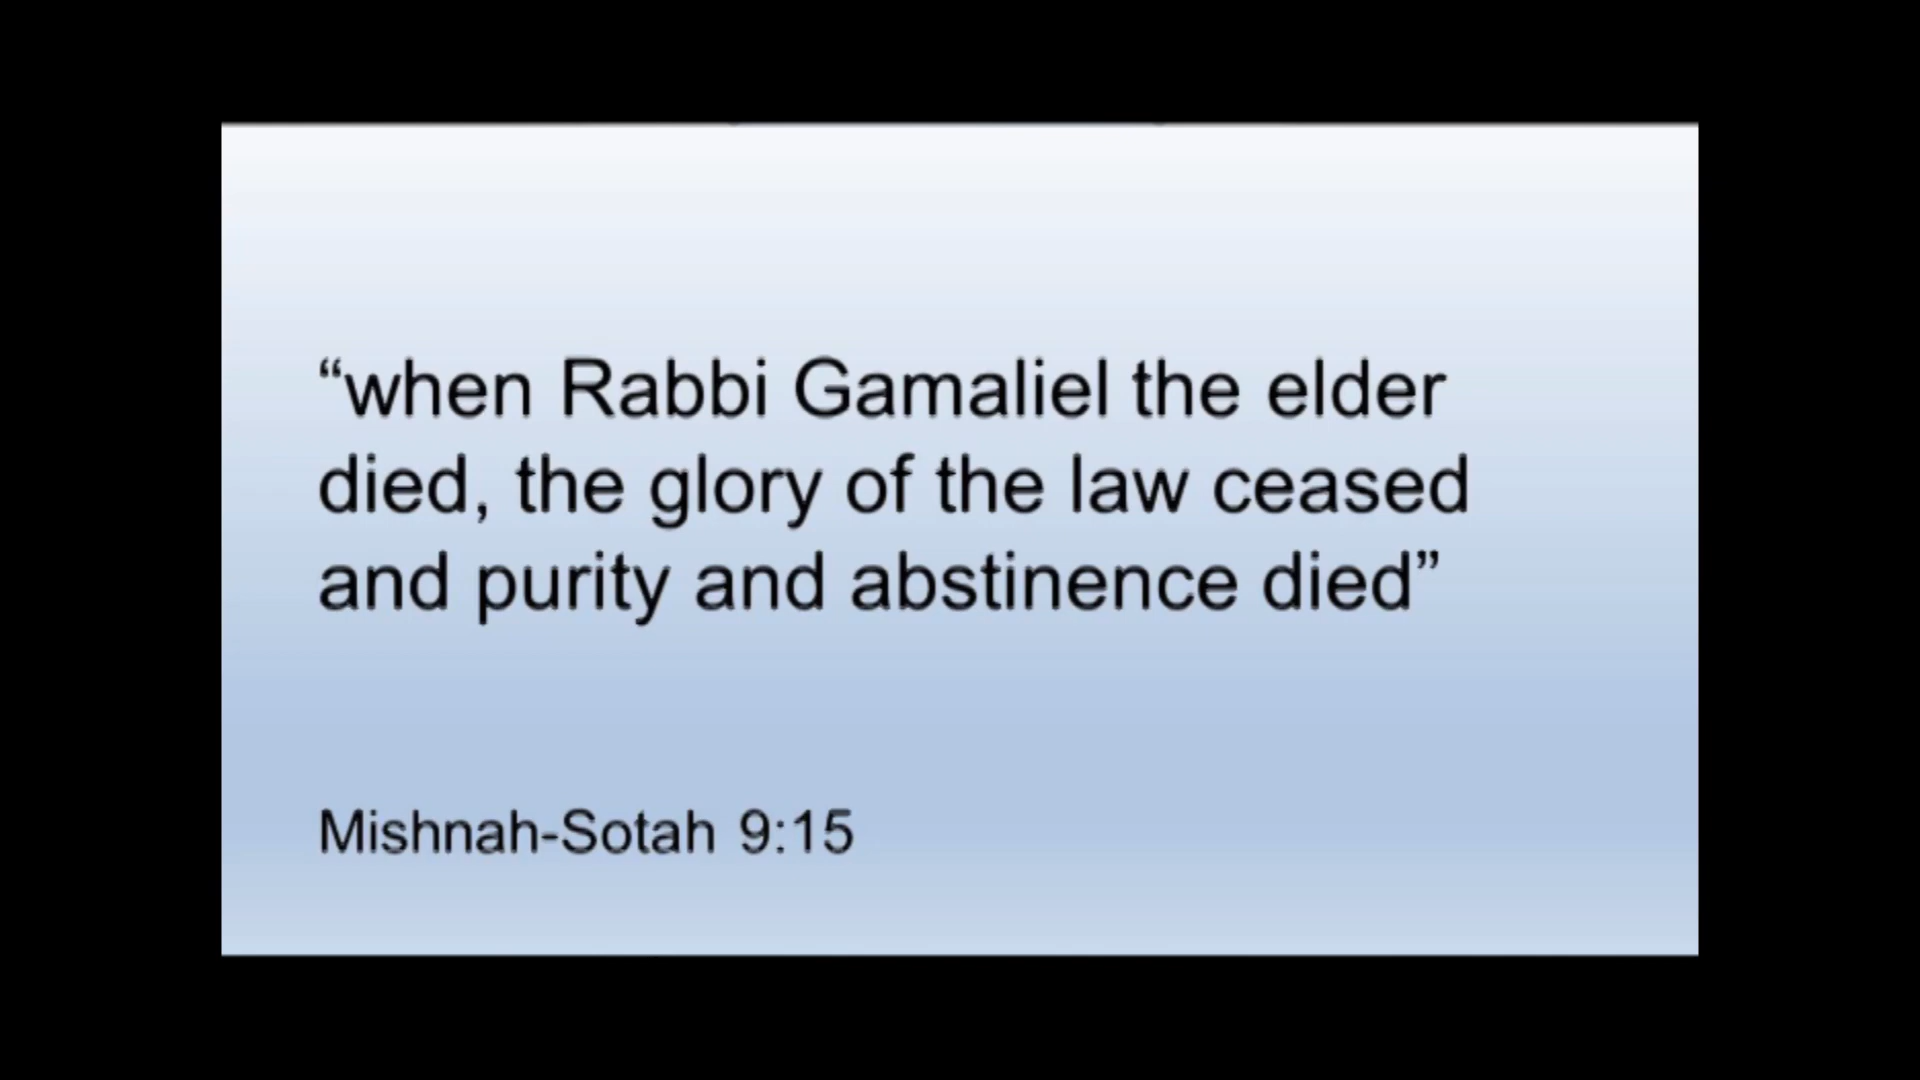 “when Rabbi Gamaliel the elder
died, the glory of the law ceased
and purity and abstinence died”
Mishnah-Sotah 9:15